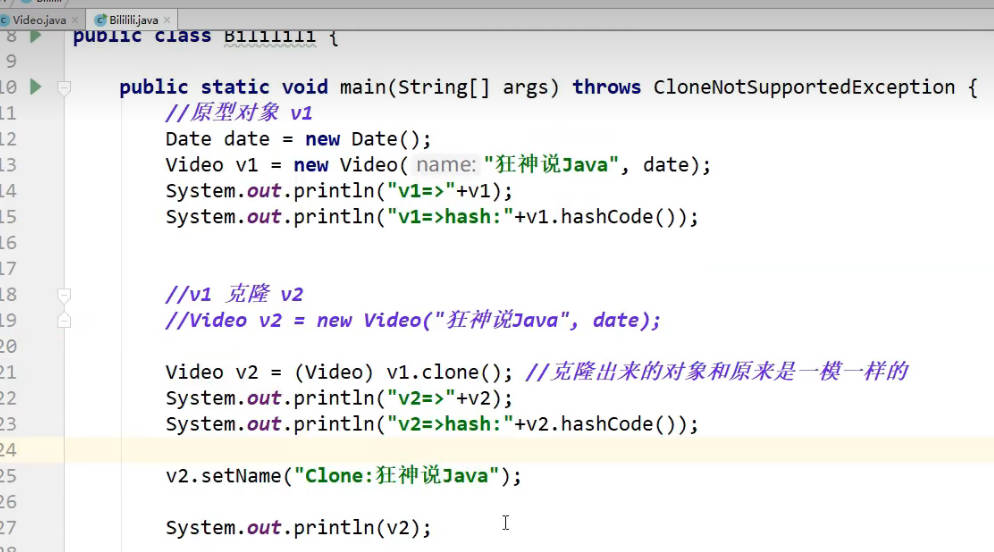 Video.java × Bililili.java ×
8 public class Bililili {
9
10 public static void main(String[] args) throws CloneNotSupportedException {
11 //原型对象 v1
12 Date date = new Date();
13 Video v1 = new Video( name: "狂神说Java", date);
14 System.out.println("v1=>"+v1);
15 System.out.println("v1=>hash:"+v1.hashCode());
16
17
18 //v1 克隆 v2
19 //Video v2 = new Video("狂神说Java", date);
20
21 Video v2 = (Video) v1.clone(); //克隆出来的对象和原来是一模一样的
22 System.out.println("v2=>"+v2);
23 System.out.println("v2=>hash:"+v2.hashCode());
24
25 v2.setName("Clone:狂神说Java");
26
27 System.out.println(v2);